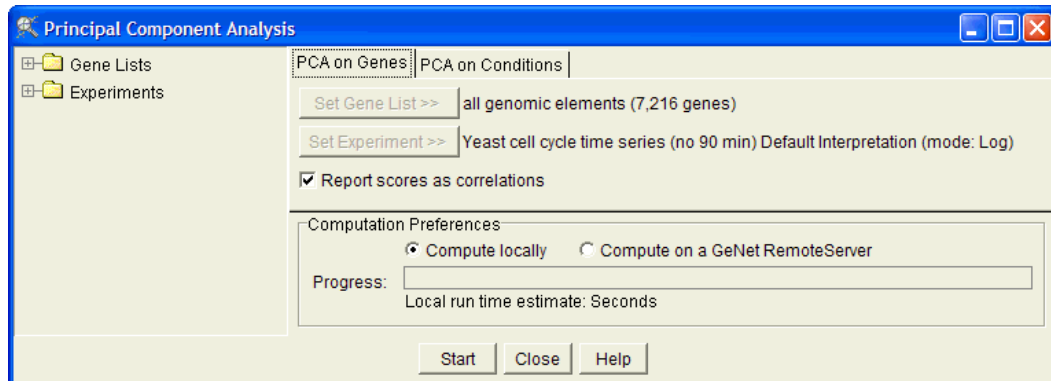 Principal Component Analysis
Gene Lists
Experiments
PCA on Genes PCA on Conditions
Set Gene List >> all genomic elements (7,216 genes)
Set Experiment >> Yeast cell cycle time series (no 90 min) Default Interpretation (mode: Log)
Report scores as correlations
Computation Preferences
Compute locally Compute on a GeNet RemoteServer
Progress:
Local run time estimate: Seconds
Start Close Help